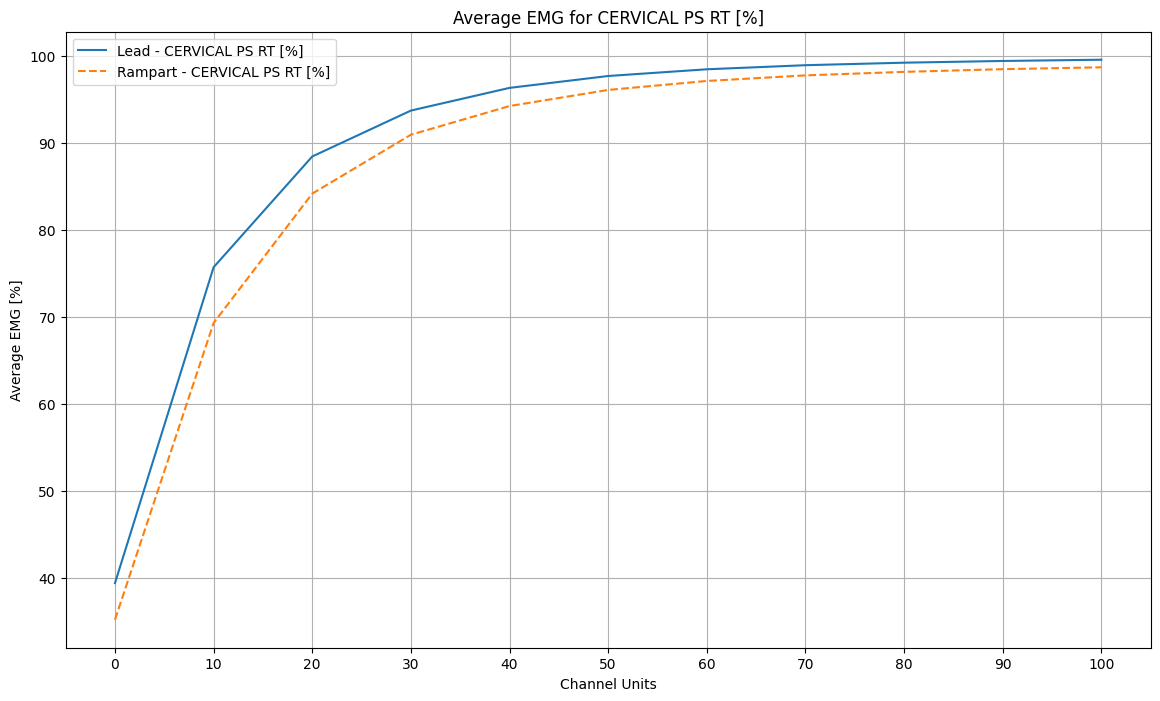 Average EMG for CERVICAL PS RT [%]
Lead - CERVICAL PS RT [%]
Rampart - CERVICAL PS RT [%]
Average EMG [%]
100
90
80
70
60
50
40
0 10 20 30 40 50 60 70 80 90 100
Channel Units